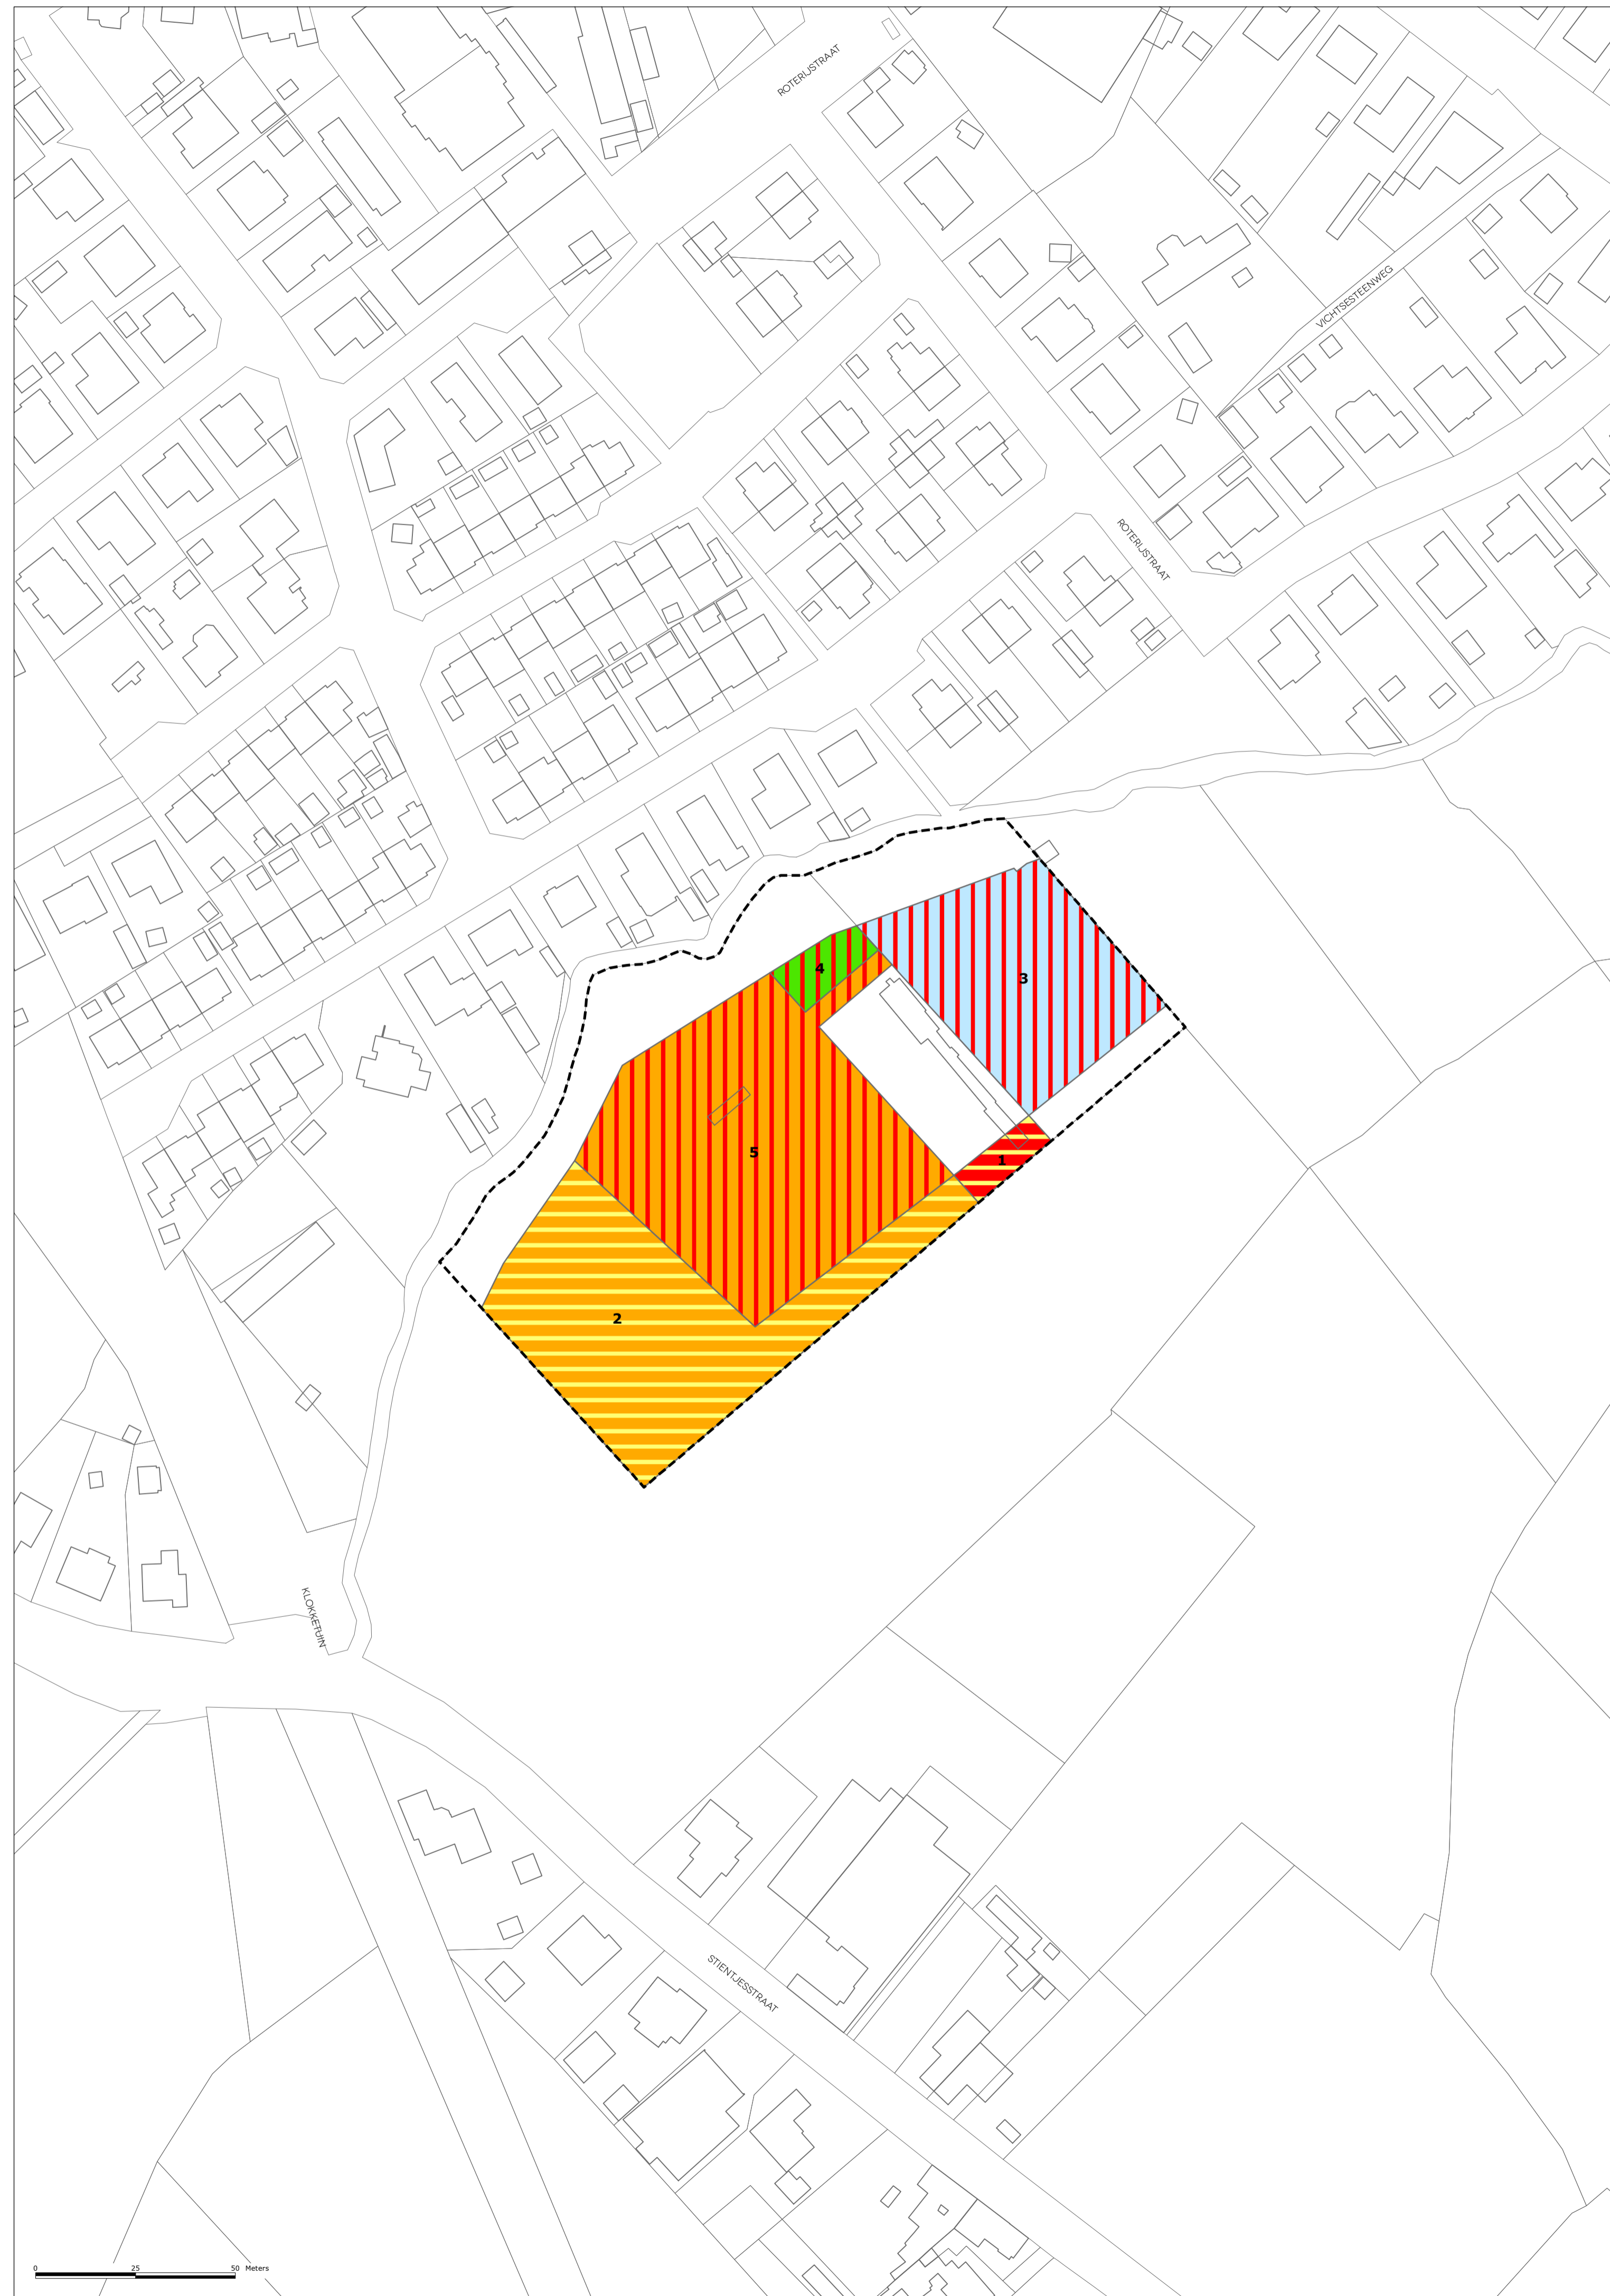 ROTERIJSTRAAT
VICHTSESTEENWEG
ROTERIJSTRAAT
4
3
5
1
2
KLOKKETUIN
STIENTJESSTRAAT
0 25 50 Meters